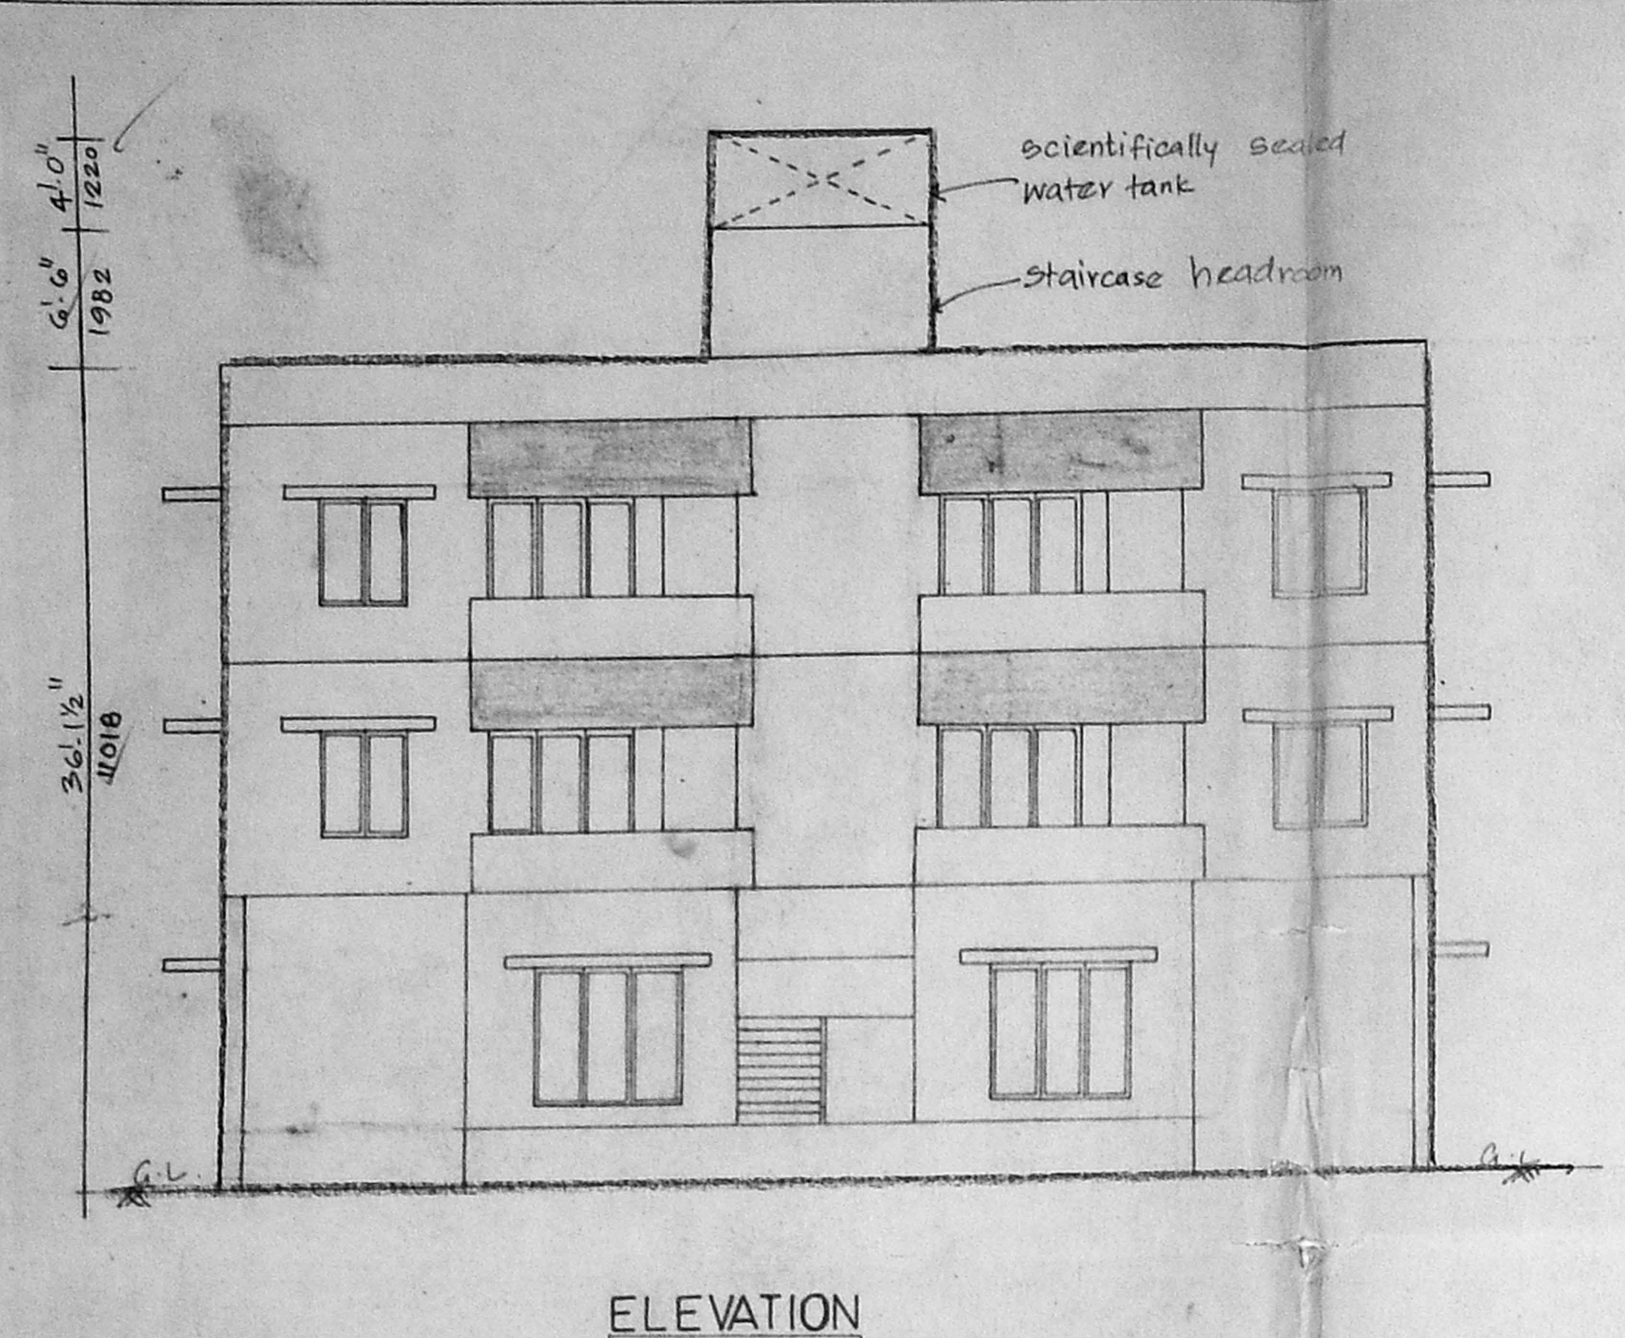 4'.0"
1220
6'.6"
1982
scientifically sealed
water tank
staircase headroom
36'.1½"
11018
G.L.
G.L
ELEVATION